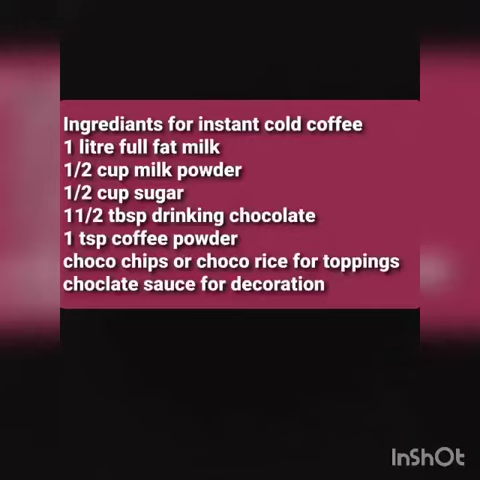 Ingrediants for instant cold coffee
1 litre full fat milk
1/2 cup milk powder
1/2 cup sugar
11/2 tbsp drinking chocolate
1 tsp coffee powder
choco chips or choco rice for toppings
choclate sauce for decoration
InShOt